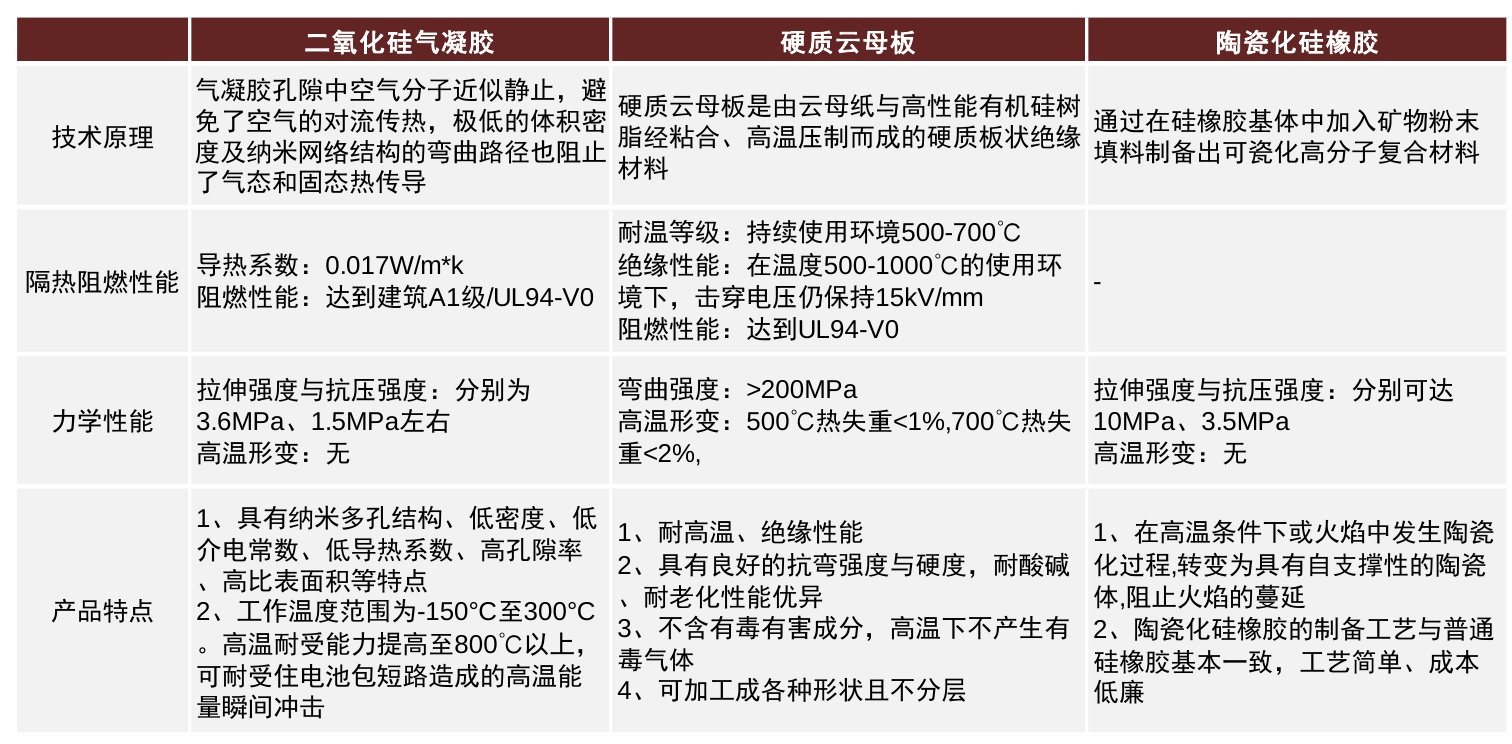 二氧化硅气凝胶
硬质云母板
陶瓷化硅橡胶
技术原理
气凝胶孔隙中空气分子近似静止，避
免了空气的对流传热，极低的体积密
度及纳米网络结构的弯曲路径也阻止
了气态和固态热传导
硬质云母板是由云母纸与高性能有机硅树
脂经粘合、高温压制而成的硬质板状绝缘
材料
通过在硅橡胶基体中加入矿物粉末
填料制备出可瓷化高分子复合材料
隔热阻燃性能
导热系数：0.017W/m*k
阻燃性能：达到建筑A1级/UL94-V0
耐温等级：持续使用环境500-700℃
绝缘性能：在温度500-1000℃的使用环
境下，击穿电压仍保持15kV/mm
阻燃性能：达到UL94-V0
-
力学性能
拉伸强度与抗压强度：分别为
3.6MPa、1.5MPa左右
高温形变：无
弯曲强度：>200MPa
高温形变：500℃热失重<1%,700℃热失
重<2%,
拉伸强度与抗压强度：分别可达
10MPa、3.5MPa
高温形变：无
产品特点
1、具有纳米多孔结构、低密度、低
介电常数、低导热系数、高孔隙率
、高比表面积等特点
2、工作温度范围为-150°C至300°C
。高温耐受能力提高至800℃以上，
可耐受住电池包短路造成的高温能
量瞬间冲击
1、耐高温、绝缘性能
2、具有良好的抗弯强度与硬度，耐酸碱
、耐老化性能优异
3、不含有毒有害成分，高温下不产生有
毒气体
4、可加工成各种形状且不分层
1、在高温条件下或火焰中发生陶瓷
化过程,转变为具有自支撑性的陶瓷
体,阻止火焰的蔓延
2、陶瓷化硅橡胶的制备工艺与普通
硅橡胶基本一致，工艺简单、成本
低廉